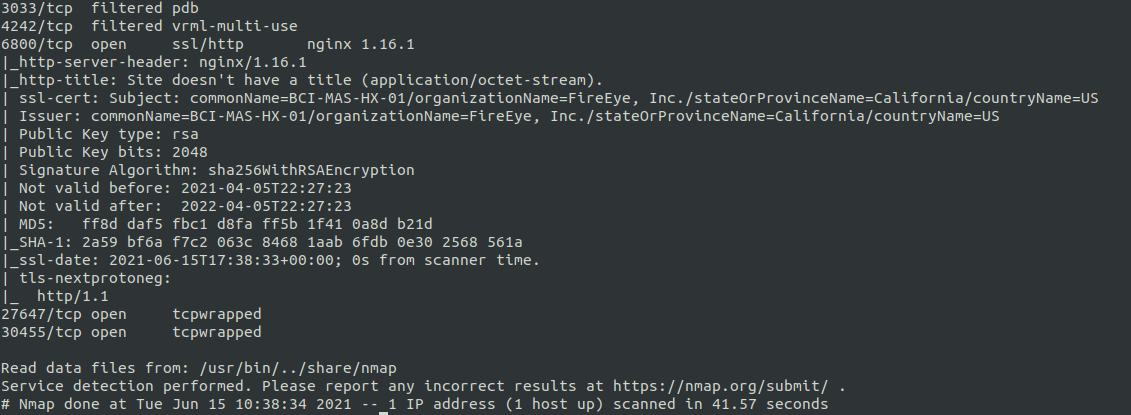 3033/tcp  filtered pdb
4242/tcp  filtered vrml-multi-use
6800/tcp  open     ssl/http       nginx 1.16.1
|_http-server-header: nginx/1.16.1
|_http-title: Site doesn't have a title (application/octet-stream).
| ssl-cert: Subject: commonName=BCI-MAS-HX-01/organizationName=FireEye, Inc./stateOrProvinceName=California/countryName=US
| Issuer: commonName=BCI-MAS-HX-01/organizationName=FireEye, Inc./stateOrProvinceName=California/countryName=US
| Public Key type: rsa
| Public Key bits: 2048
| Signature Algorithm: sha256WithRSAEncryption
| Not valid before: 2021-04-05T22:27:23
| Not valid after:  2022-04-05T22:27:23
| MD5:   ff8d daf5 fbc1 d8fa ff5b 1f41 0a8d b21d
|_SHA-1: 2a59 bf6a f7c2 063c 8468 1aab 6fdb 0e30 2568 561a
|_ssl-date: 2021-06-15T17:38:33+00:00; 0s from scanner time.
| tls-nextprotoneg:
|_  http/1.1
27647/tcp open     tcpwrapped
30455/tcp open     tcpwrapped
Read data files from: /usr/bin/../share/nmap
Service detection performed. Please report any incorrect results at https://nmap.org/submit/ .
# Nmap done at Tue Jun 15 10:38:34 2021 -- 1 IP address (1 host up) scanned in 41.57 seconds